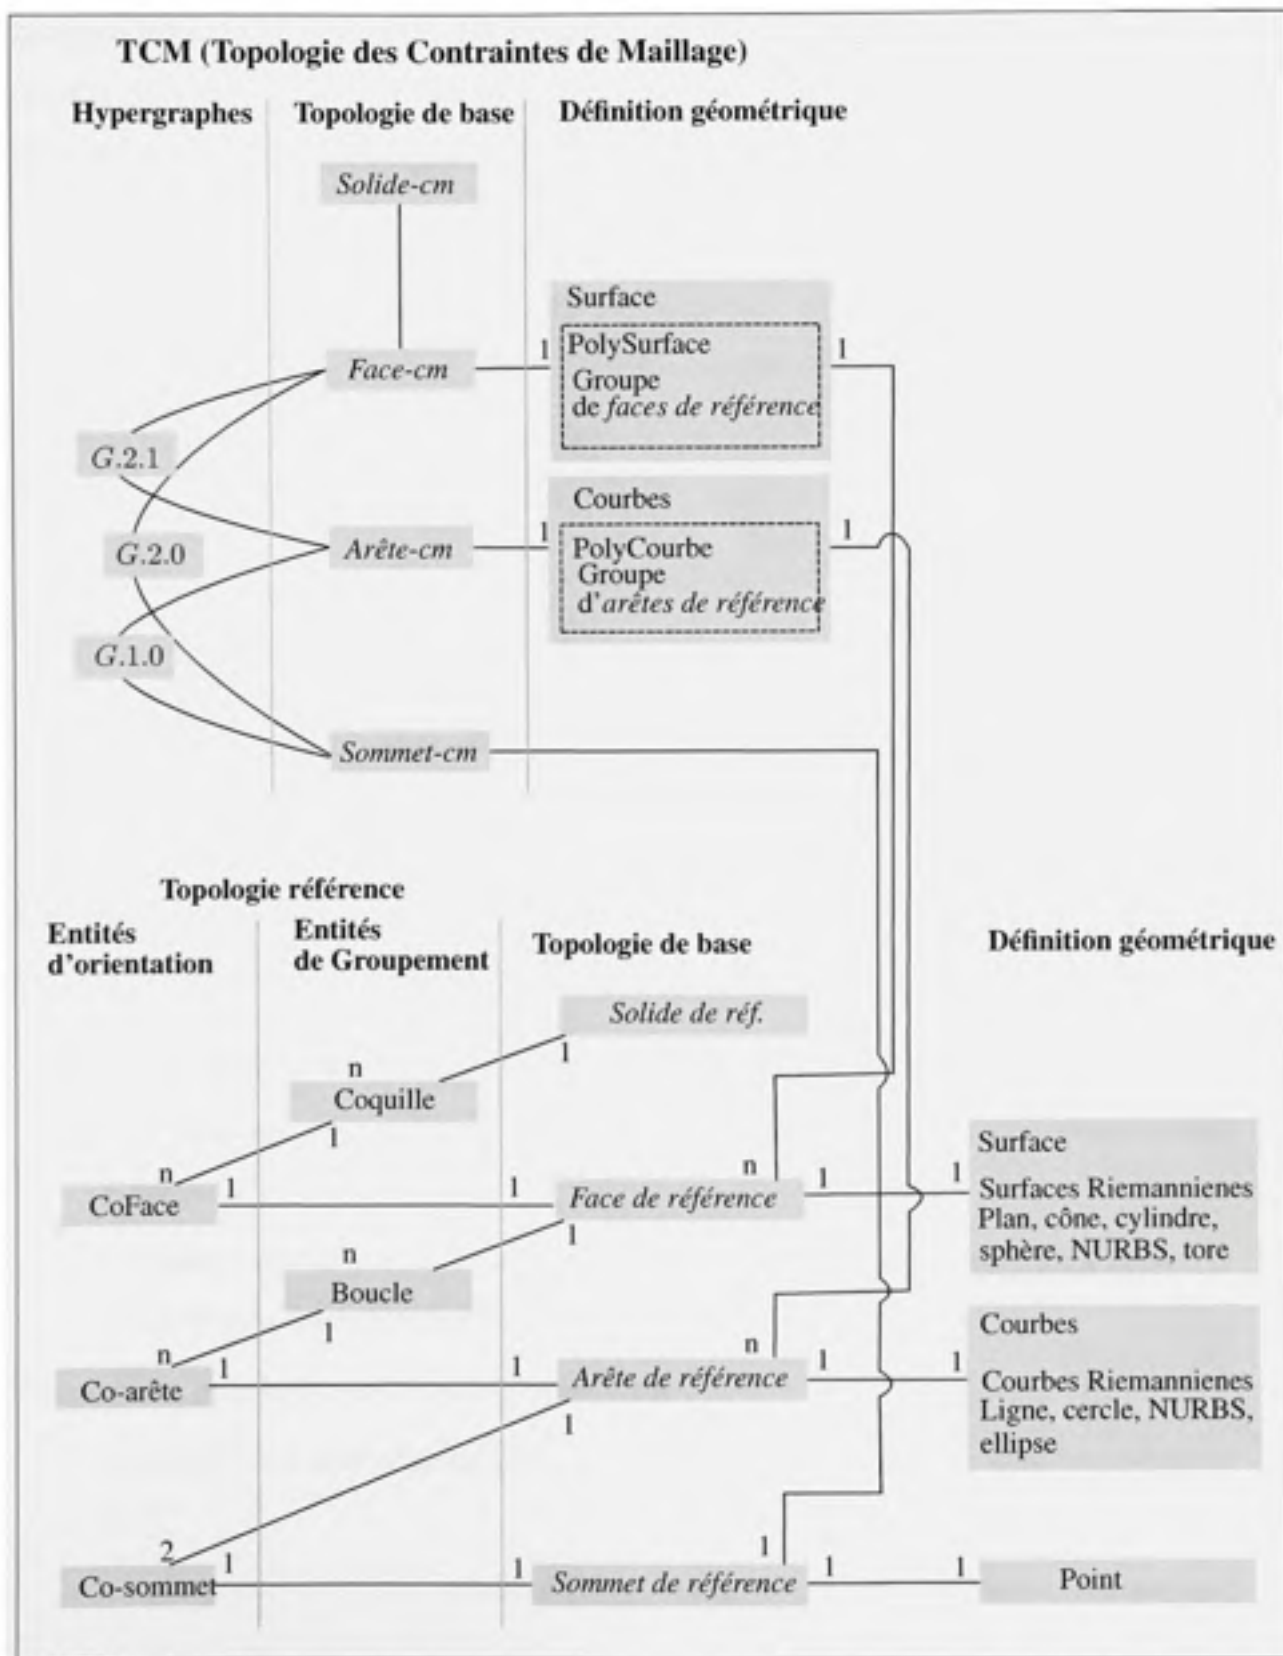 TCM (Topologie des Contraintes de Maillage)
Hypergraphes
Topologie de base
Définition géométrique
Solide-cm
Surface
1
PolySurface
1
Face-cm
Groupe
de faces de référence
G.2.1
Courbes
1
1
G.2.0
Arête-cm
PolyCourbe
Groupe
d'arêtes de référence
G.1.0
Sommet-cm
Topologie référence
Entités
d'orientation
Entités
de Groupement
Topologie de base
Définition géométrique
Solide de réf.
1
n
Coquille
1
n
CoFace
1
1
Face de référence
n
1
1
1
Surface
Surfaces Riemannienes
Plan, cône, cylindre,
sphère, NURBS, tore
n
Boucle
1
n
Co-arête
1
1
Arête de référence
n
1
1
1
Courbes
Courbes Riemannienes
Ligne, cercle, NURBS,
ellipse
2
Co-sommet
1
1
Sommet de référence
1
1
1
Point